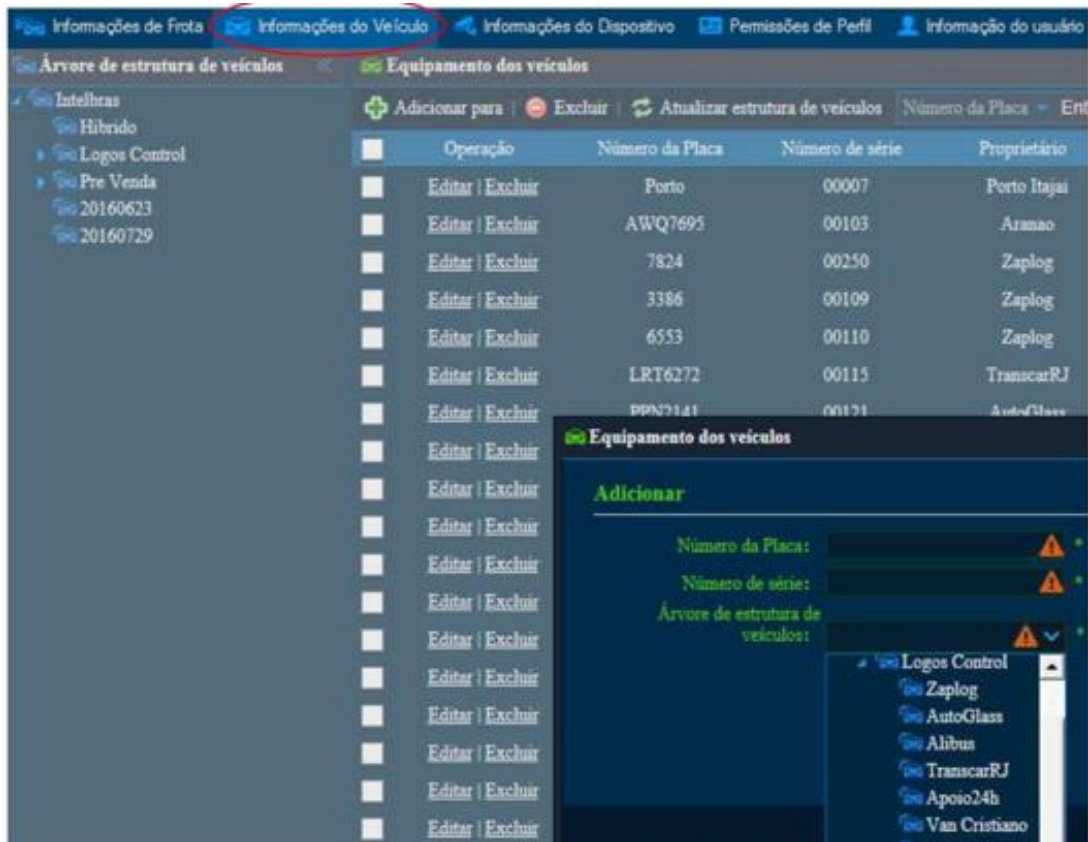 Informações de Frota Informações do Veículo Informações do Dispositivo Permissões de Perfil Informação do usuário
Árvore de estrutura de veículos
Intelbras
Hibrido
Logos Control
Pre Venda
20160623
20160729
Equipamento dos veículos
Adicionar para | Excluir | Atualizar estrutura de veículos Número da Placa En
Operação Número da Placa Número de série Proprietário
Editar | Excluir Porto 00007 Porto Itajai
Editar | Excluir AWQ7695 00103 Aranao
Editar | Excluir 7824 00250 Zaplog
Editar | Excluir 3386 00109 Zaplog
Editar | Excluir 6553 00110 Zaplog
Editar | Excluir LRT6272 00115 TranscarRJ
Editar | Excluir PPN2141 00121 AutoGlass
Editar | Excluir
Editar | Excluir
Editar | Excluir
Editar | Excluir
Editar | Excluir
Editar | Excluir
Editar | Excluir
Editar | Excluir
Editar | Excluir
Editar | Excluir
Editar | Excluir
Equipamento dos veículos
Adicionar
Número da Placa: *
Número de série: *
Árvore de estrutura de
veículos: *
Logos Control
Zaplog
AutoGlass
Alibus
TranscarRJ
Apoio24h
Van Cristiano